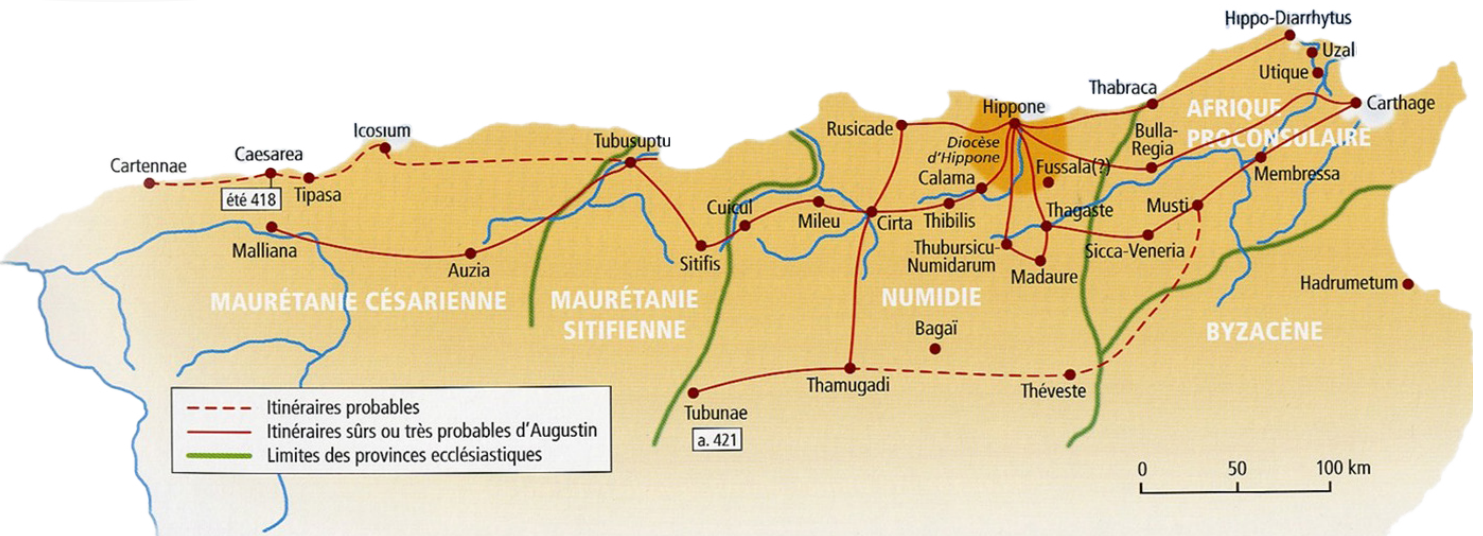 Hippo-Diarrhytus
Uzal
Utique
Thabraca
Carthage
Hippone
AFRIQUE
PROCONSULAIRE
Rusicade
Icosium
Tubusuptu
Bulla-
Regia
Diocèse
d'Hippone
Caesarea
Cartennae
Fussala(?)
Membressa
Calama
été 418
Tipasa
Cuicul
Mileu
Cirta
Thibilis
Thagaste
Musti
Malliana
Auzia
Sitifis
Thubursicu-
Numidarum
Madaure
Sicca-Veneria
Hadrumetum
MAURÉTANIE CÉSARIENNE
MAURÉTANIE
SITIFIENNE
NUMIDIE
BYZACÈNE
Bagaï
Thamugadi
Théveste
Tubunae
a. 421
Itinéraires probables
Itinéraires sûrs ou très probables d'Augustin
Limites des provinces ecclésiastiques
0 50 100 km